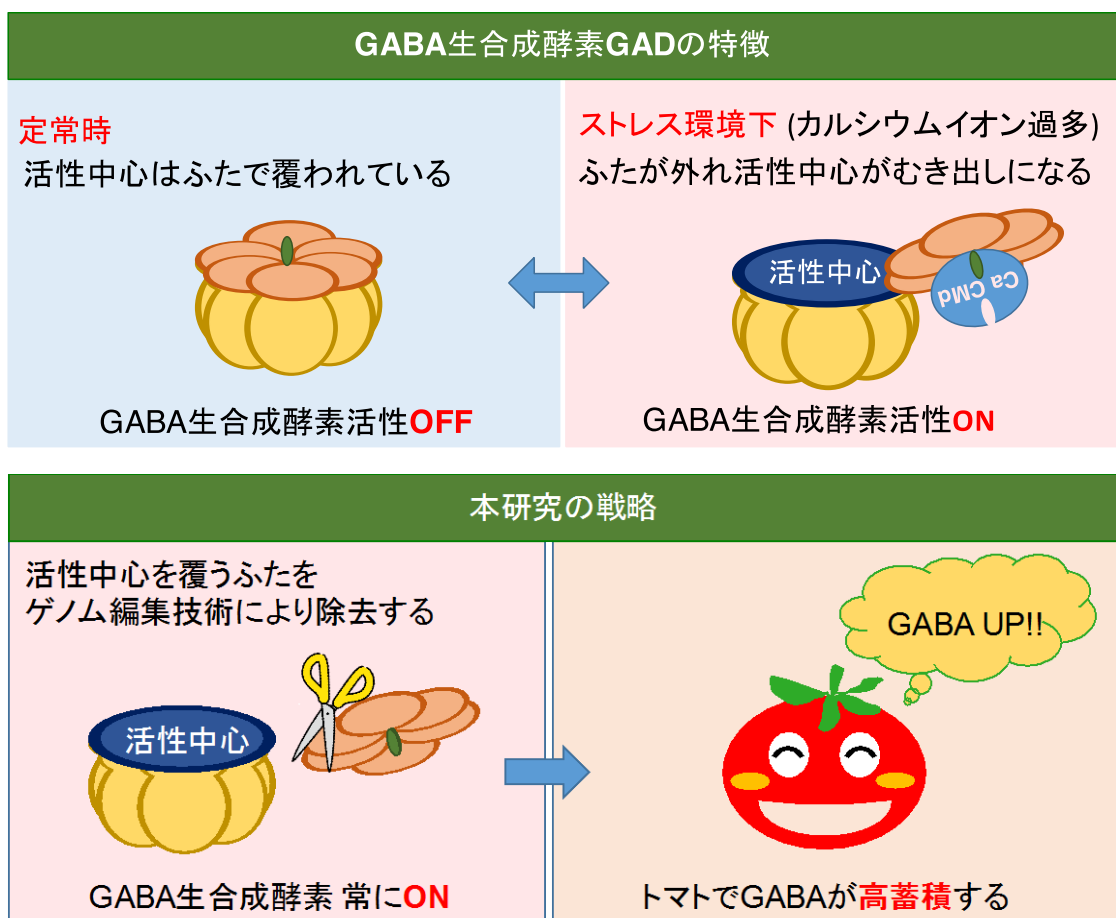 GABA生合成酵素GADの特徴
定常時
活性中心はふたで覆われている
GABA生合成酵素活性OFF
ストレス環境下 (カルシウムイオン過多)
ふたが外れ活性中心がむき出しになる
活性中心
Ca CMd
GABA生合成酵素活性ON
本研究の戦略
活性中心を覆うふたを
ゲノム編集技術により除去する
活性中心
GABA生合成酵素 常にON
GABA UP!!
トマトでGABAが高蓄積する